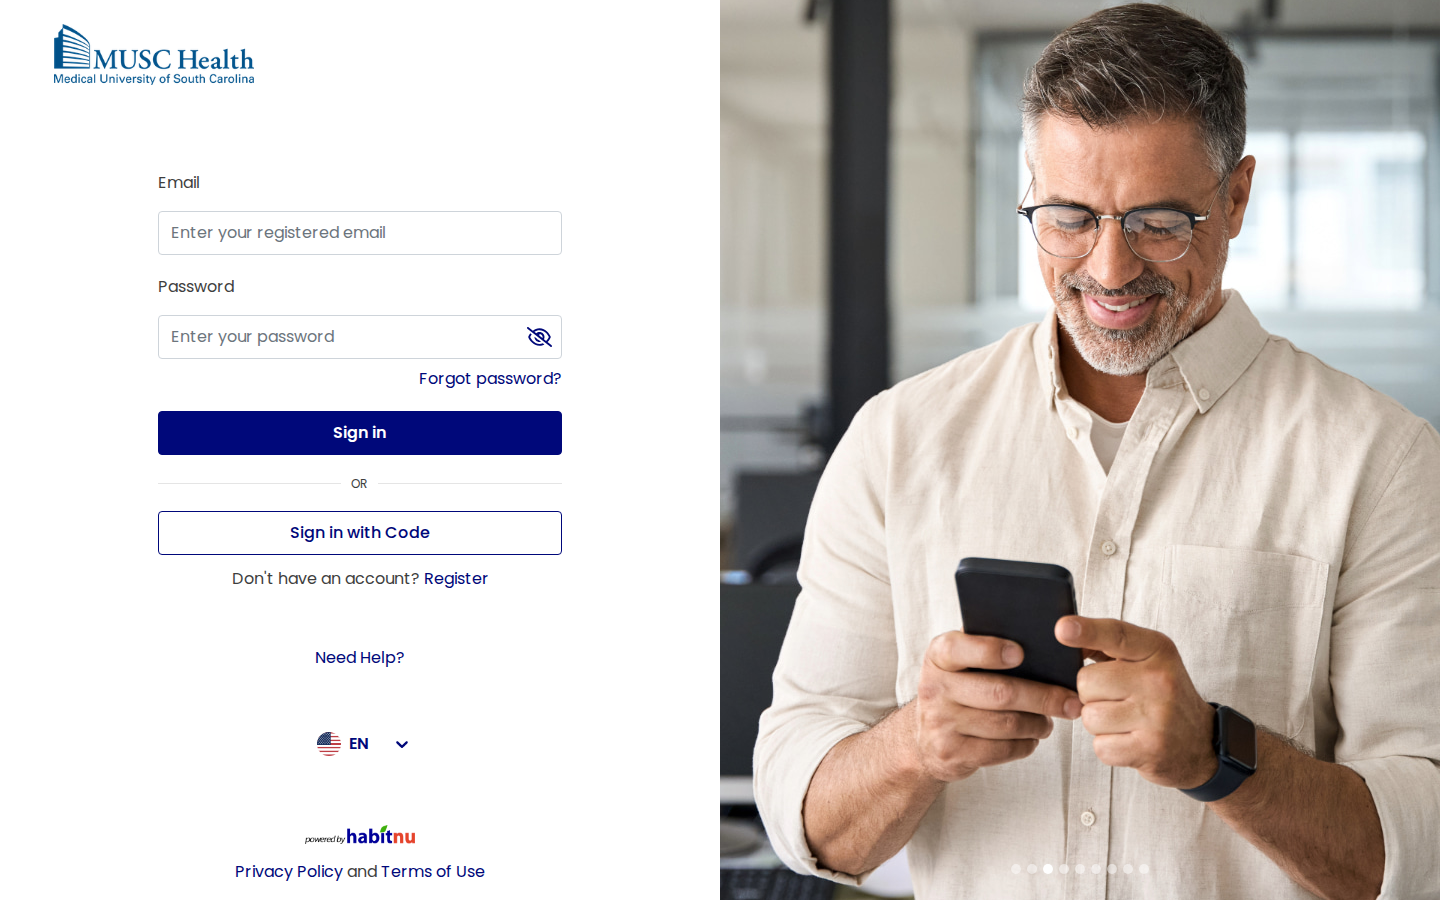 MUSC Health
Medical University of South Carolina
Email
Enter your registered email
Password
Enter your password
Forgot password?
Sign in
OR
Sign in with Code
Don't have an account? Register
Need Help?
EN
powered by habitnu
Privacy Policy and Terms of Use